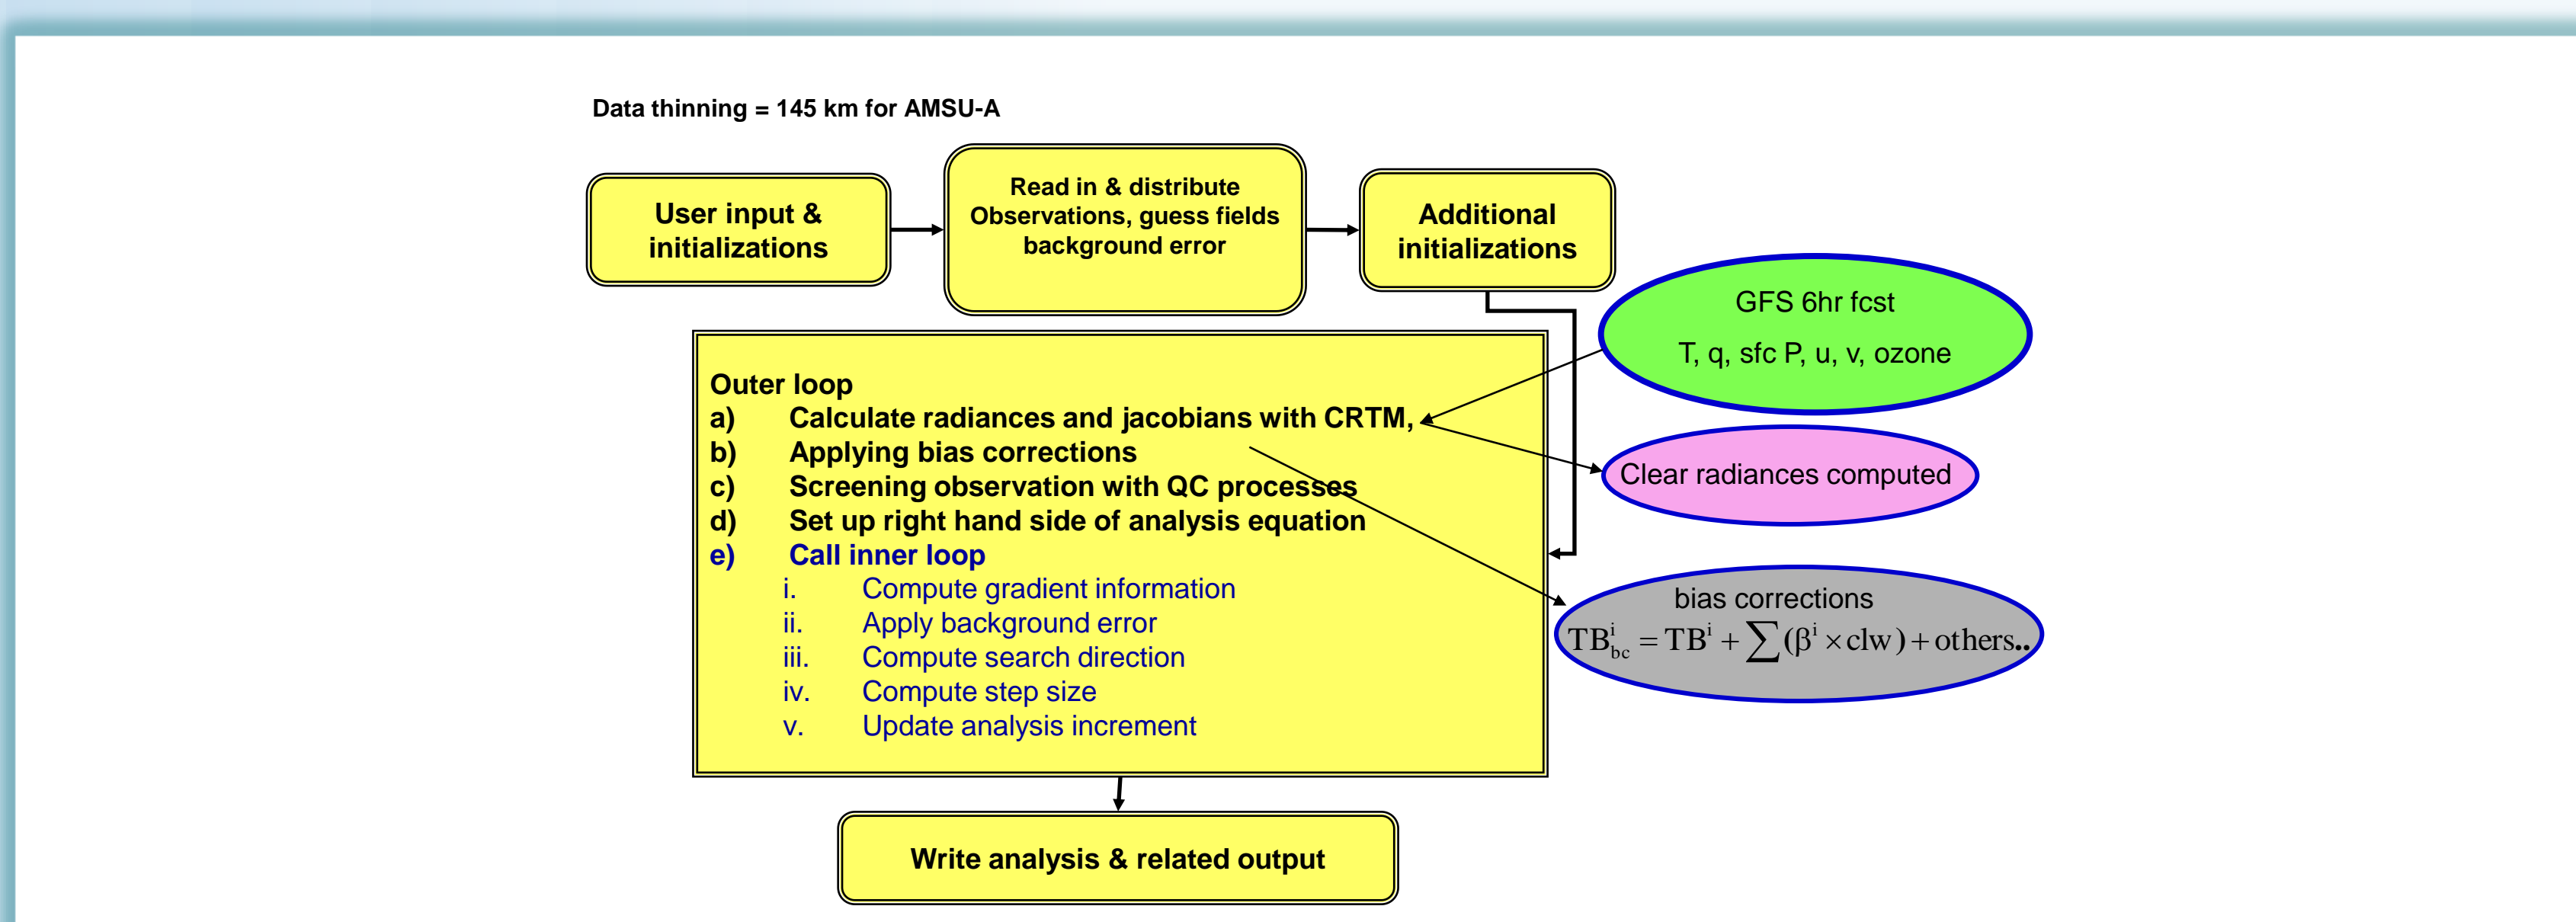 Data thinning = 145 km for AMSU-A
User input &
initializations
Read in & distribute
Observations, guess fields
background error
Additional
initializations
GFS 6hr fcst
T, q, sfc P, u, v, ozone
Outer loop
a) Calculate radiances and jacobians with CRTM,
b) Applying bias corrections
c) Screening observation with QC processes
d) Set up right hand side of analysis equation
e) Call inner loop
i. Compute gradient information
ii. Apply background error
iii. Compute search direction
iv. Compute step size
v. Update analysis increment
Clear radiances computed
bias corrections
TB^i_bc = TB^i + ∑(β^i × clw) + others..
Write analysis & related output